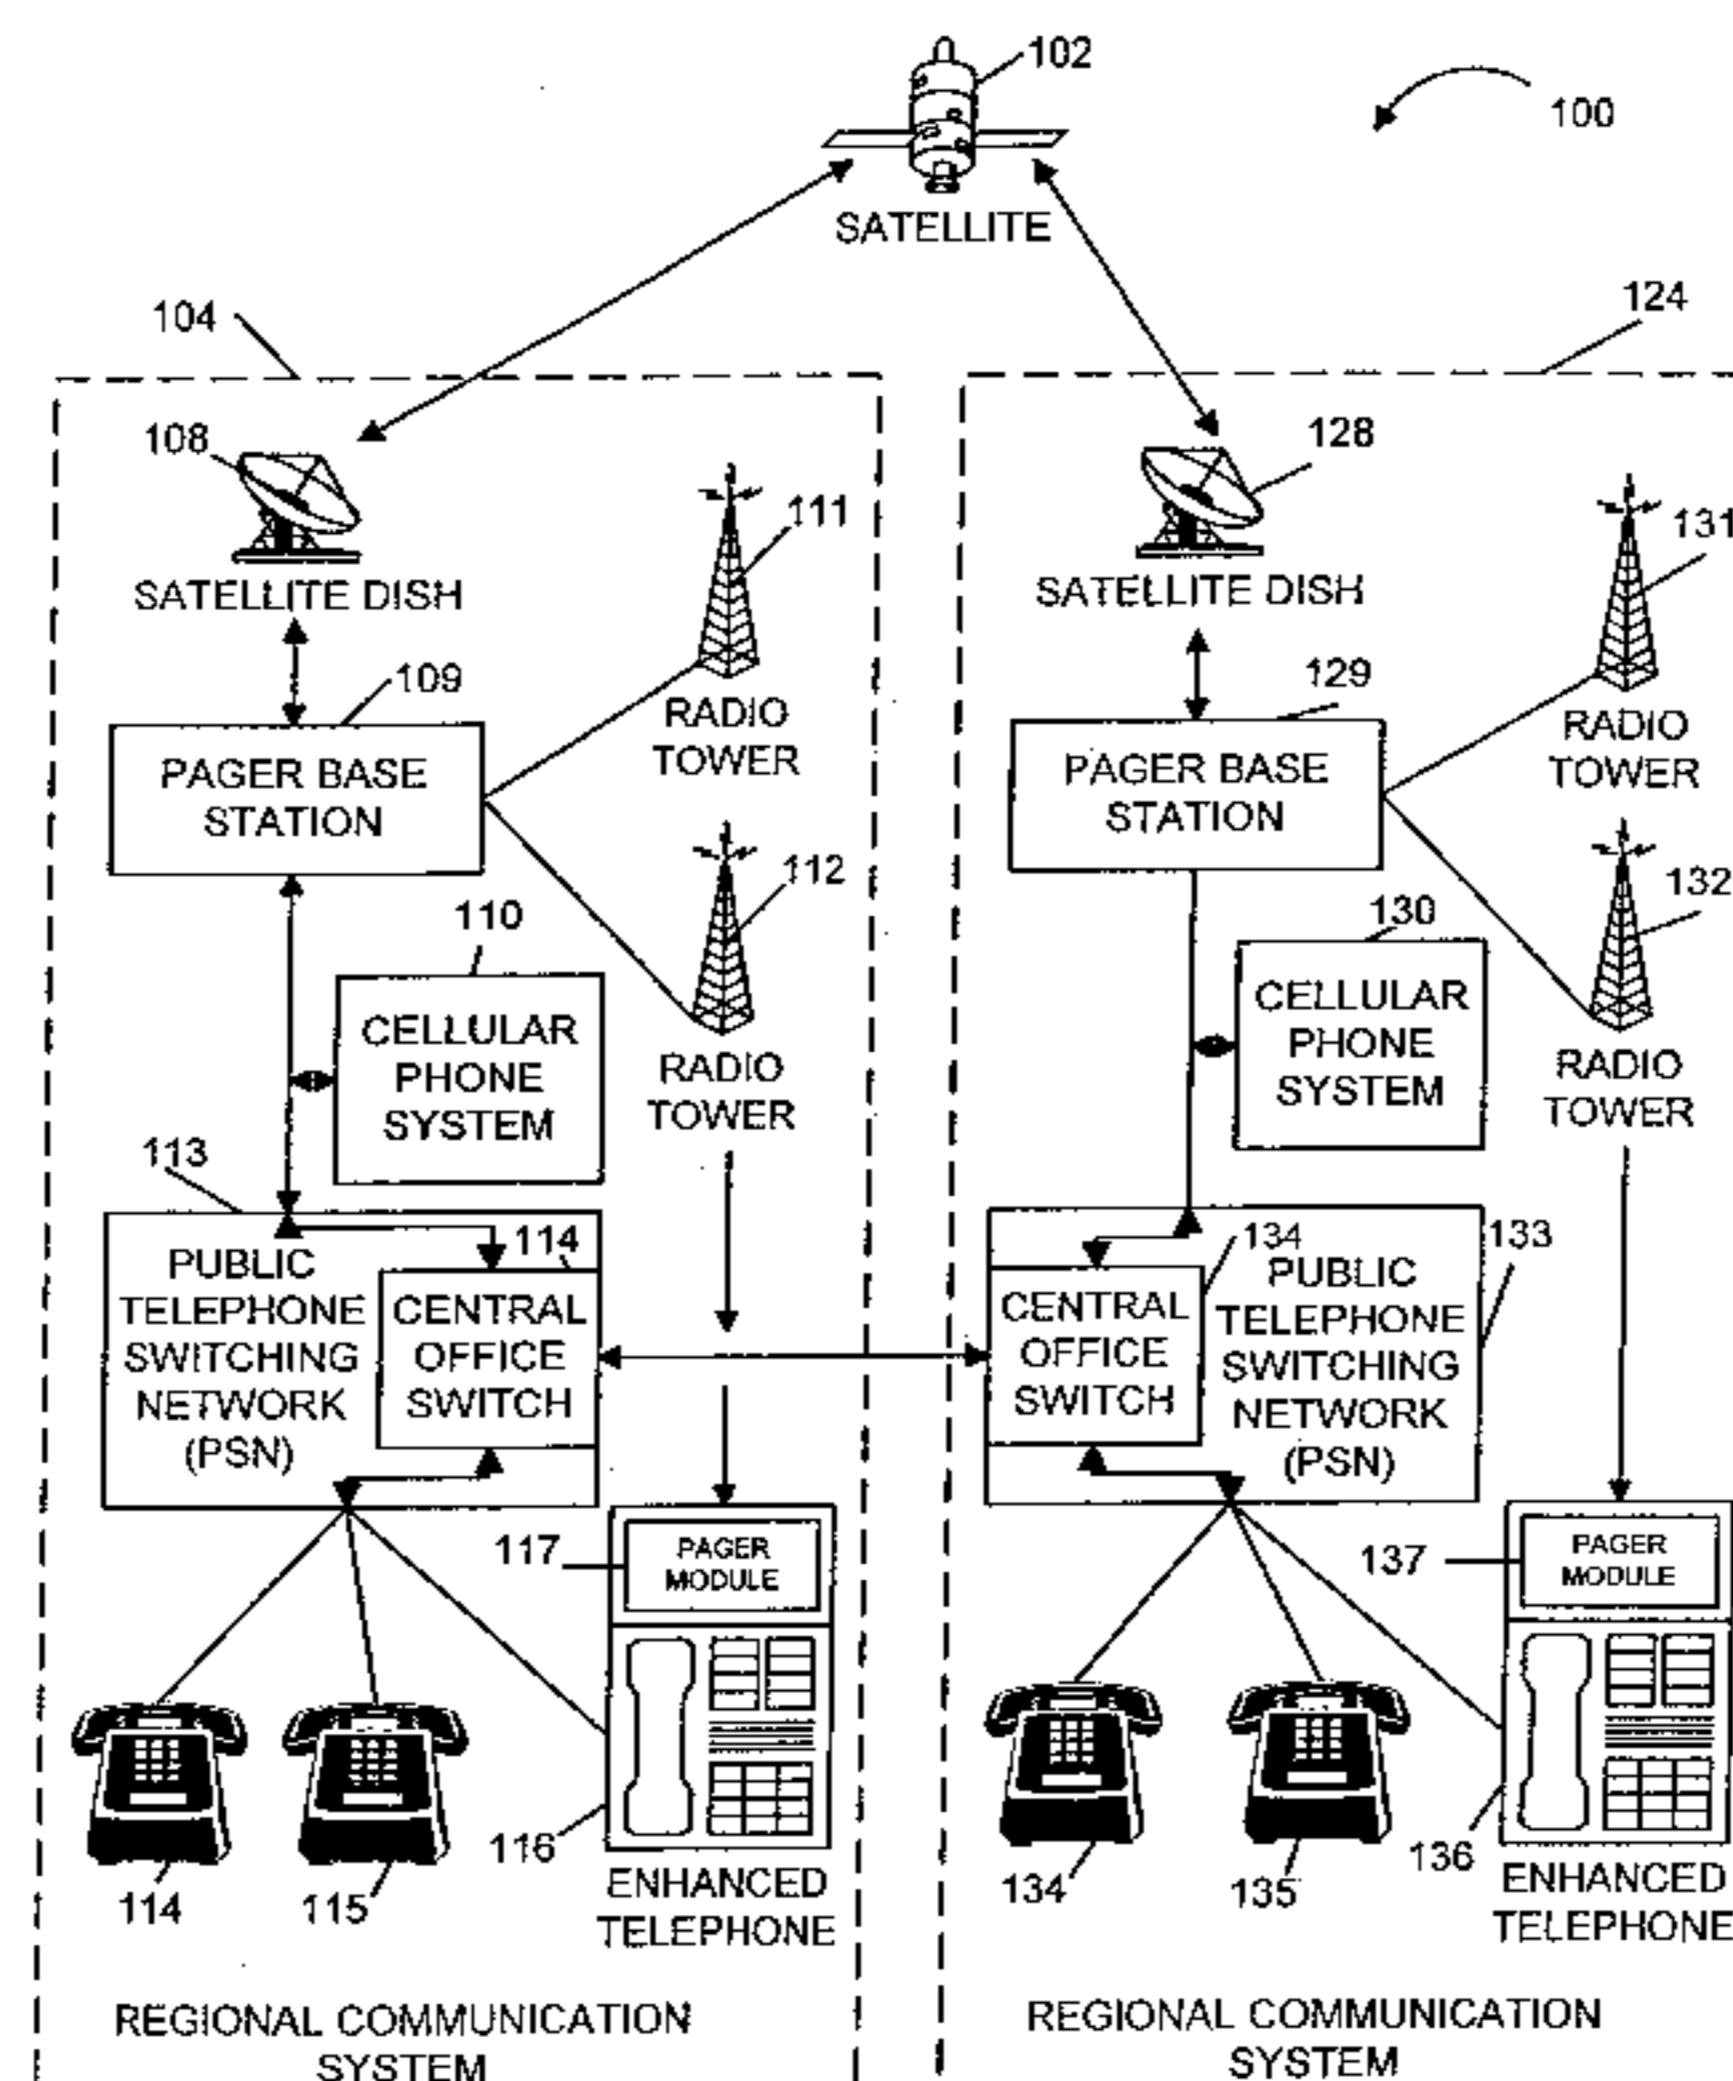 102
100
SATELLITE
104
124
108
111
SATELLITE DISH
109
RADIO
TOWER
PAGER BASE
STATION
112
110
CELLULAR
PHONE
SYSTEM
RADIO
TOWER
113
114
PUBLIC
TELEPHONE
SWITCHING
NETWORK
(PSN)
CENTRAL
OFFICE
SWITCH
117
PAGER
MODULE
116
114
115
ENHANCED
TELEPHONE
REGIONAL COMMUNICATION
SYSTEM
128
131
SATELLITE DISH
129
RADIO
TOWER
PAGER BASE
STATION
132
130
CELLULAR
PHONE
SYSTEM
RADIO
TOWER
134
133
CENTRAL
OFFICE
SWITCH
PUBLIC
TELEPHONE
SWITCHING
NETWORK
(PSN)
137
PAGER
MODULE
136
134
135
ENHANCED
TELEPHONE
REGIONAL COMMUNICATION
SYSTEM